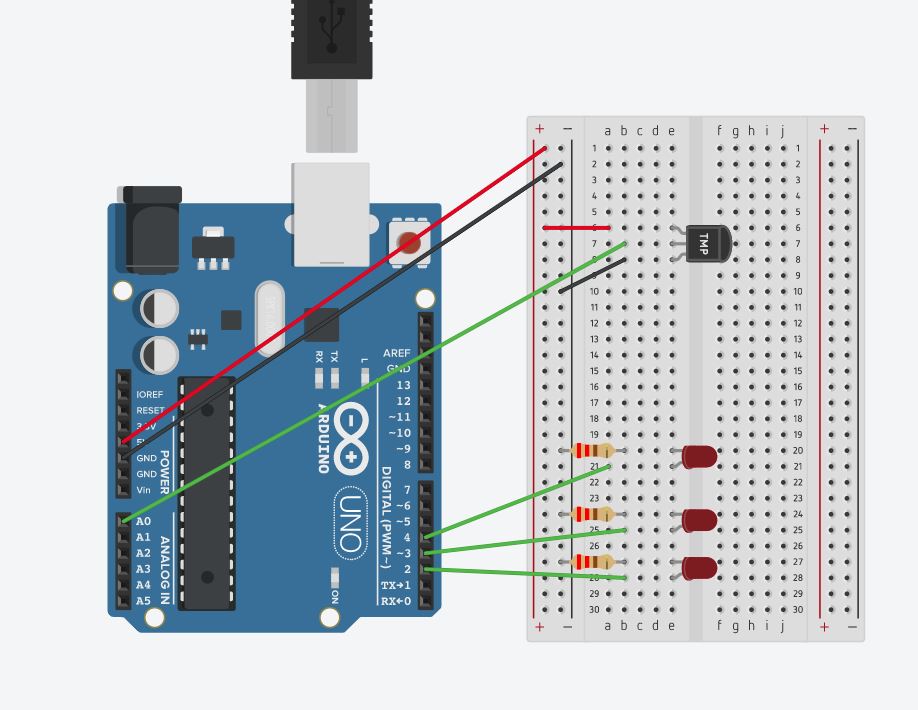 + − a b c d e f g h i j + −
1 1
2 2
3 3
4 4
5 5
6 6
TMP
7 7
8 8
9 9
10 10
11 11
12 12
13 13
14 14
15 15
16 16
17 17
18 18
19 19
20 20
21 21
22 22
23 23
24 24
25 25
26 26
27 27
28 28
29 29
30 30
+ − a b c d e f g h i j + −
RX TX L
AREF
GND
13
12
~11
~10
~9
8
7
~6
~5
4
~3
2
TX→1
RX←0
DIGITAL (PWM ~)
ARDUINO
UNO
ON
IOREF
RESET
3.3V
5V
GND
GND
Vin
POWER
A0
A1
A2
A3
A4
A5
ANALOG IN